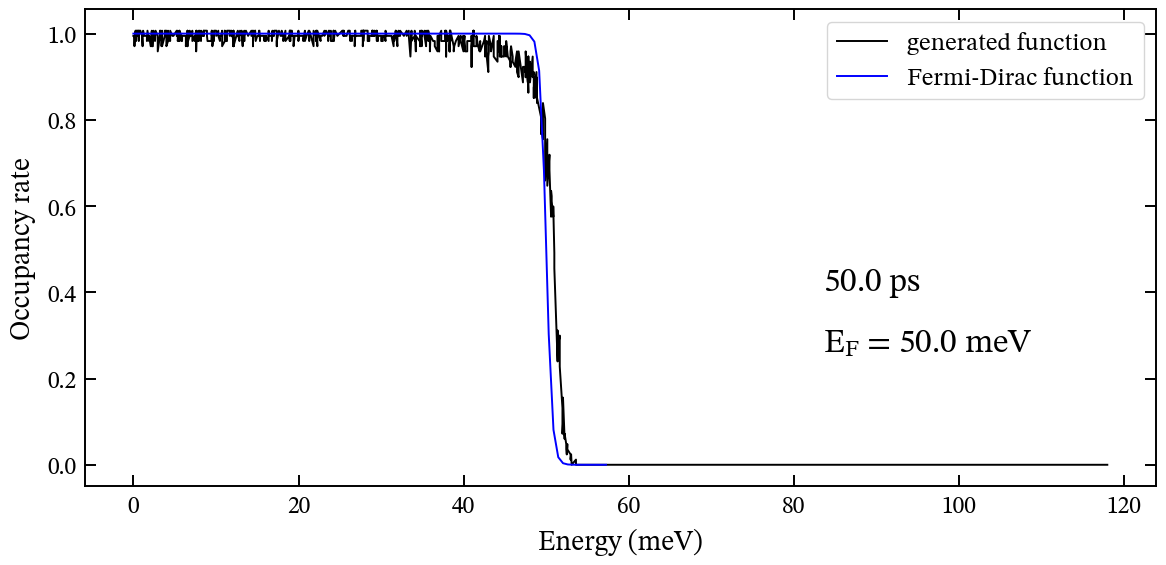 generated function
Fermi-Dirac function
1.0
0.8
0.6
0.4
0.2
0.0
Occupancy rate
50.0 ps
E_F = 50.0 meV
0 20 40 60 80 100 120
Energy (meV)